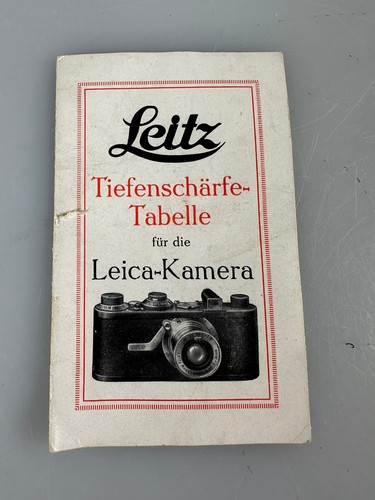 Leitz
Tiefenschärfe-
Tabelle
für die
Leica-Kamera